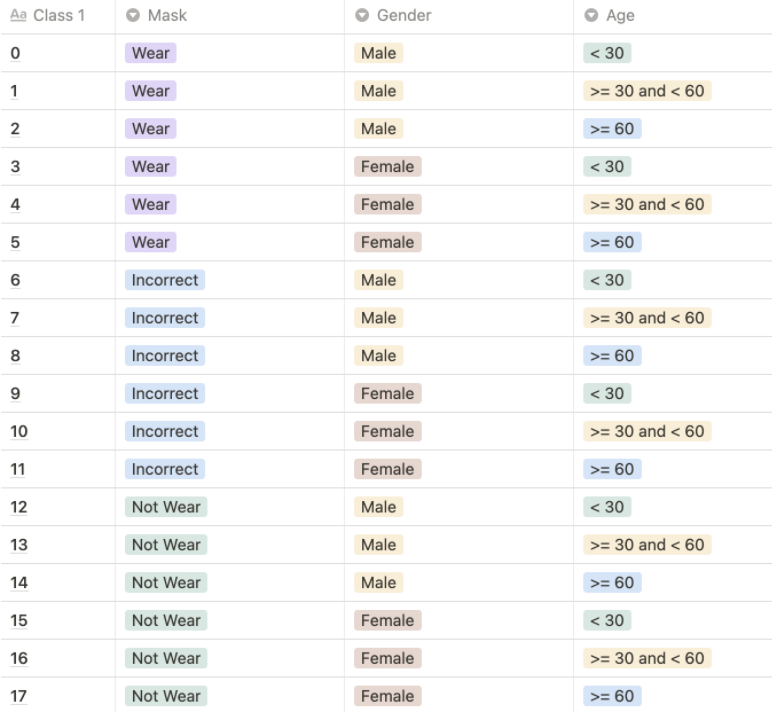 Aa Class 1 Mask Gender Age
0 Wear Male < 30
1 Wear Male >= 30 and < 60
2 Wear Male >= 60
3 Wear Female < 30
4 Wear Female >= 30 and < 60
5 Wear Female >= 60
6 Incorrect Male < 30
7 Incorrect Male >= 30 and < 60
8 Incorrect Male >= 60
9 Incorrect Female < 30
10 Incorrect Female >= 30 and < 60
11 Incorrect Female >= 60
12 Not Wear Male < 30
13 Not Wear Male >= 30 and < 60
14 Not Wear Male >= 60
15 Not Wear Female < 30
16 Not Wear Female >= 30 and < 60
17 Not Wear Female >= 60